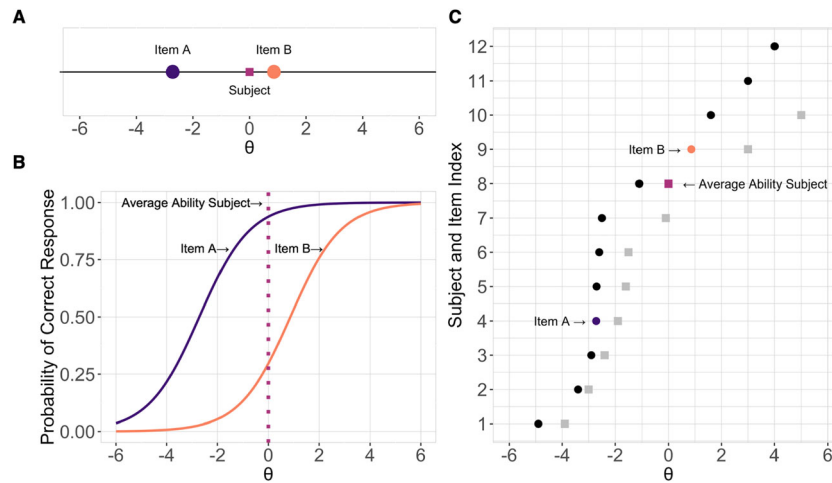 A
Item A
Item B
Subject
-6
-4
-2
0
2
4
6
θ
B
Probability of Correct Response
1.00
0.75
0.50
0.25
0.00
Average Ability Subject→
Item A→
Item B→
-6
-4
-2
0
2
4
6
θ
C
Subject and Item Index
12
11
10
9
8
7
6
5
4
3
2
1
Item B →
← Average Ability Subject
Item A →
-6
-4
-2
0
2
4
6
θ